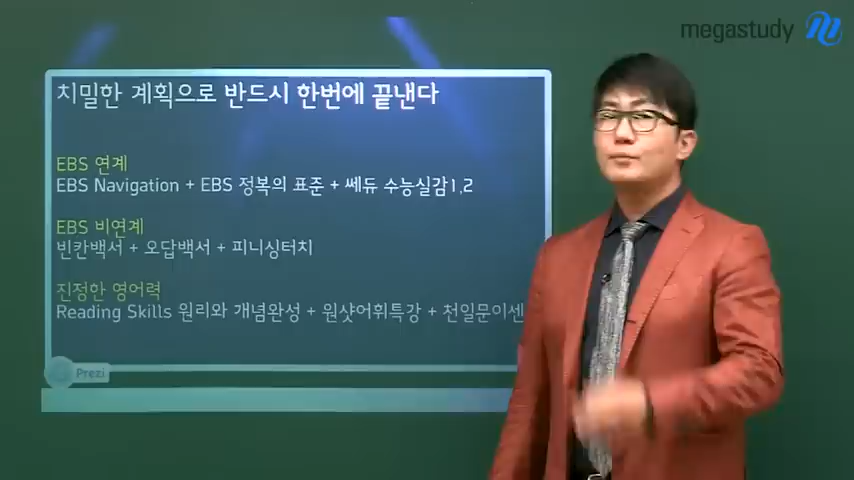 megastudy
치밀한 계획으로 반드시 한번에 끝낸다
EBS 연계
EBS Navigation + EBS 정복의 표준 + 쎄듀 수능실감1,2
EBS 비연계
빈칸백서 + 오답백서 + 피니싱터치
진정한 영어력
Reading Skills 원리와 개념완성 + 원샷어휘특강 + 천일문이센
Prezi